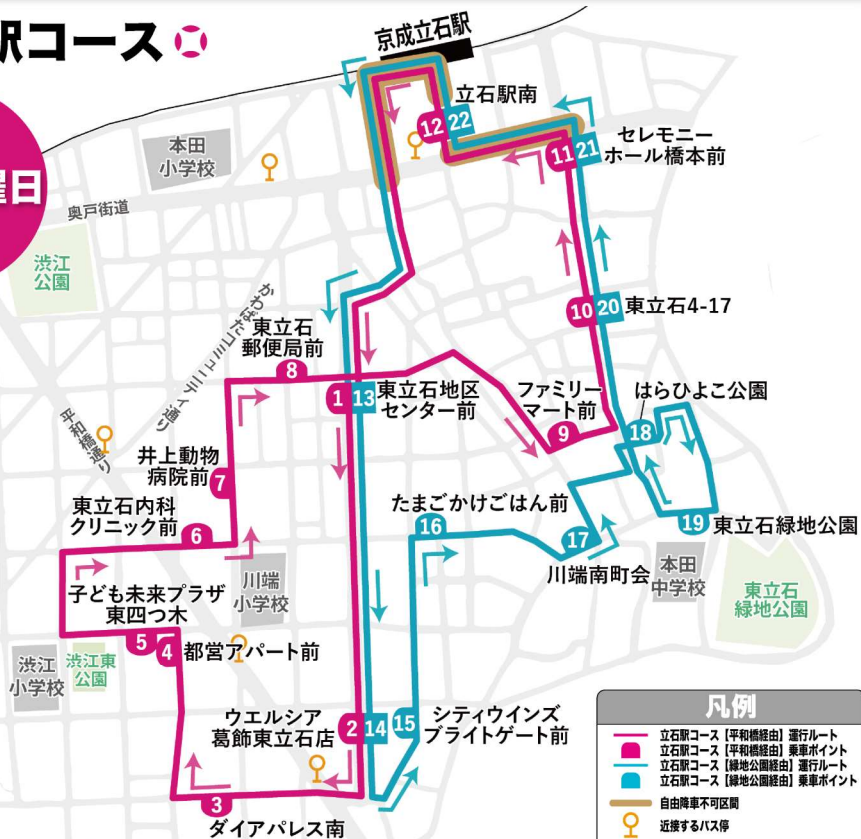 駅コース
曜日
京成立石駅
立石駅南
12
22
セレモニー
ホール橋本前
11
21
本田
小学校
奥戸街道
渋江
公園
かわばたコミュニティ通り
平和橋通り
10
20
東立石4-17
東立石
郵便局前
8
1
13
東立石地区
センター前
ファミリー
マート前
9
はらひよこ公園
18
井上動物
病院前
7
東立石内科
クリニック前
6
たまごかけごはん前
16
17
川端南町会
19
東立石緑地公園
本田
中学校
東立石
緑地公園
川端
小学校
子ども未来プラザ
東四つ木
5
4
都営アパート前
渋江
小学校
渋江東
公園
ウエルシア
葛飾東立石店
2
14
15
シティウインズ
ブライトゲート前
3
ダイアパレス南
凡例
立石駅コース【平和橋経由】運行ルート
立石駅コース【平和橋経由】乗車ポイント
立石駅コース【緑地公園経由】運行ルート
立石駅コース【緑地公園経由】乗車ポイント
自由降車不可区間
近接するバス停